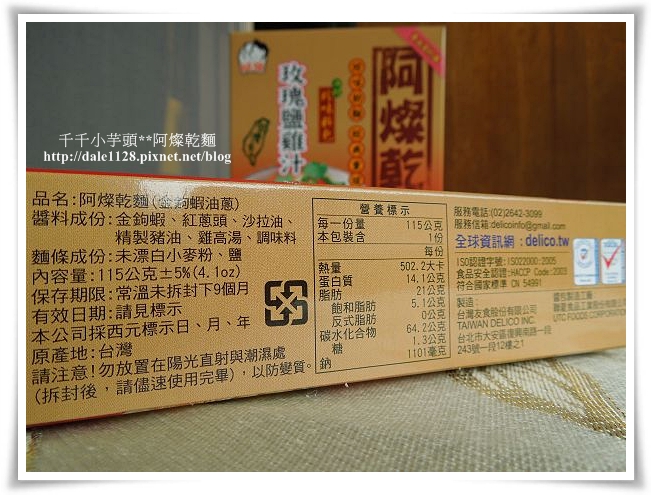 阿燦乾
玫瑰鹽雞汁
千千小芋頭**阿燦乾麵
http://dale1128.pixnet.net/blog
品名:阿燦乾麵(金鉤蝦油蔥)
醬料成份:金鉤蝦、紅蔥頭、沙拉油、
精製豬油、雞高湯、調味料
麵條成份:未漂白小麥粉、鹽
內容量:115公克±5%(4.1oz)
保存期限:常溫未拆封下9個月
有效日期:請見標示
本公司採西元標示日、月、年
原產地:台灣
請注意!勿放置在陽光直射與潮濕處
(拆封後，請儘速使用完畢，以防變質。)
營養標示
每一份量 115公克
本包裝含 1份
每份
熱量 502.2大卡
蛋白質 14.1公克
脂肪 21公克
飽和脂肪 5.1公克
反式脂肪 0公克
碳水化合物 64.2公克
糖 1.3公克
鈉 1101毫克
服務電話:(02)2642-3099
服務信箱:delicoinfo@gmail.com
全球資訊網:delico.tw
ISO認證字號:ISO22000:2005
食品安全認證:HACCP Code:2003
符合國家標準 CN 54991
製造:
台灣友食股份有限公司
TAIWAN DELICO INC.
台北市大安區復興南路一段
243號一段12樓之1
醬包製造工廠
UTC FOODS CORPORATION